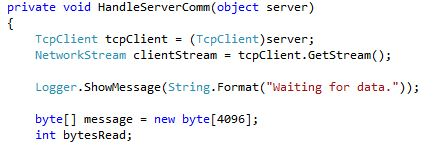 private void HandleServerComm(object server)
{
TcpClient tcpClient = (TcpClient)server;
NetworkStream clientStream = tcpClient.GetStream();
Logger.ShowMessage(String.Format("Waiting for data."));
byte[] message = new byte[4096];
int bytesRead;